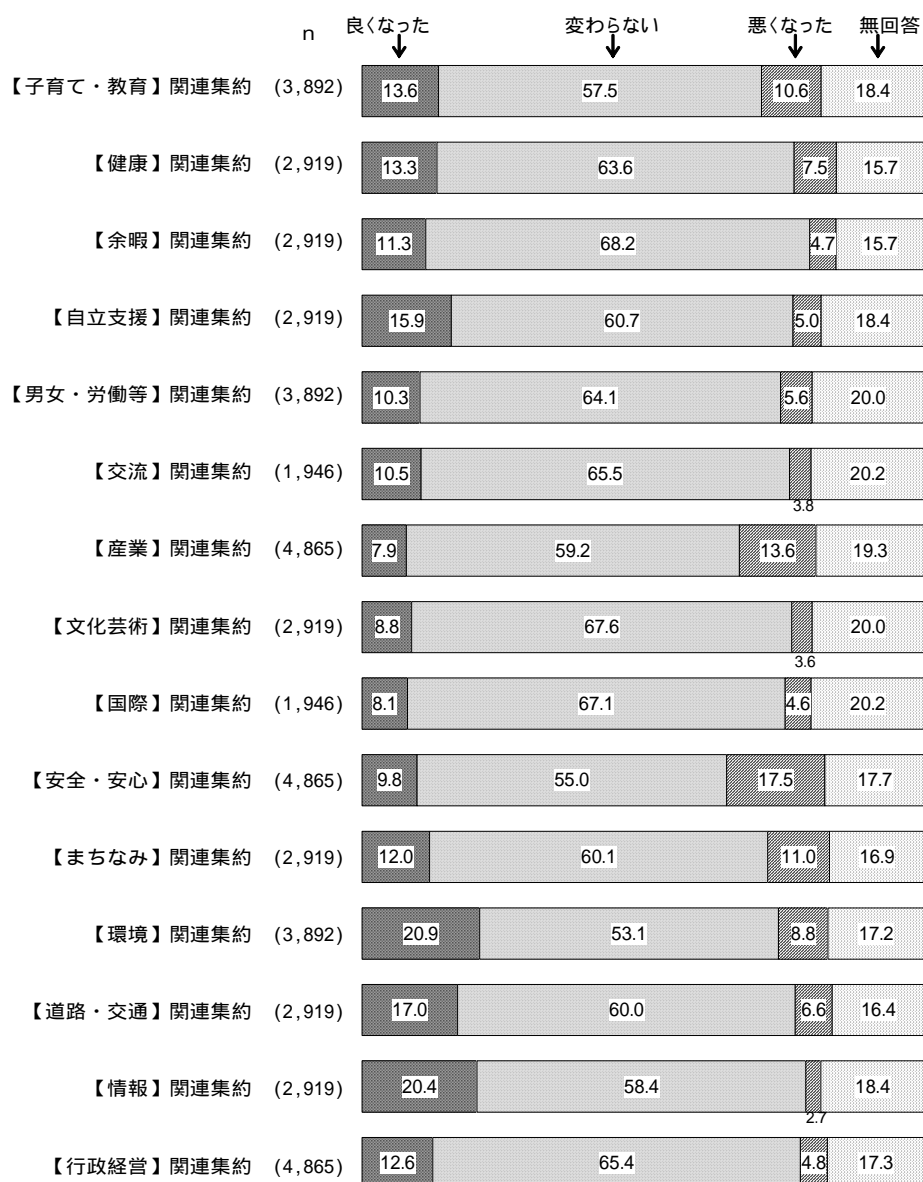 n 良くなった 変わらない 悪くなった 無回答
【子育て・教育】関連集約 (3,892) 13.6 57.5 10.6 18.4
【健康】関連集約 (2,919) 13.3 63.6 7.5 15.7
【余暇】関連集約 (2,919) 11.3 68.2 4.7 15.7
【自立支援】関連集約 (2,919) 15.9 60.7 5.0 18.4
【男女・労働等】関連集約 (3,892) 10.3 64.1 5.6 20.0
【交流】関連集約 (1,946) 10.5 65.5 3.8 20.2
【産業】関連集約 (4,865) 7.9 59.2 13.6 19.3
【文化芸術】関連集約 (2,919) 8.8 67.6 3.6 20.0
【国際】関連集約 (1,946) 8.1 67.1 4.6 20.2
【安全・安心】関連集約 (4,865) 9.8 55.0 17.5 17.7
【まちなみ】関連集約 (2,919) 12.0 60.1 11.0 16.9
【環境】関連集約 (3,892) 20.9 53.1 8.8 17.2
【道路・交通】関連集約 (2,919) 17.0 60.0 6.6 16.4
【情報】関連集約 (2,919) 20.4 58.4 2.7 18.4
【行政経営】関連集約 (4,865) 12.6 65.4 4.8 17.3